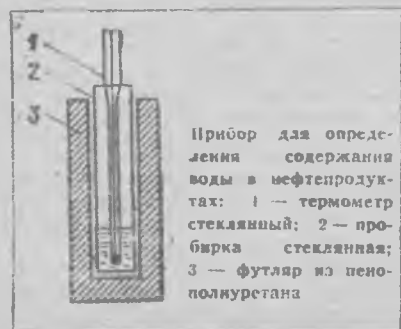 1
2
3
Прибор для опреде-
ления содержания
воды в нефтепродук-
тах: 1 — термометр
стеклянный; 2 — про-
бирка стеклянная;
3 — футляр из пено-
полиуретана